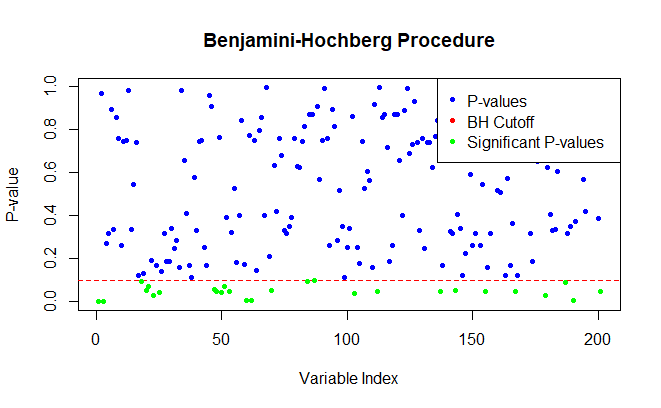 Benjamini-Hochberg Procedure
P-values
BH Cutoff
Significant P-values
P-value
1.0
0.8
0.6
0.4
0.2
0.0
0 50 100 150 200
Variable Index